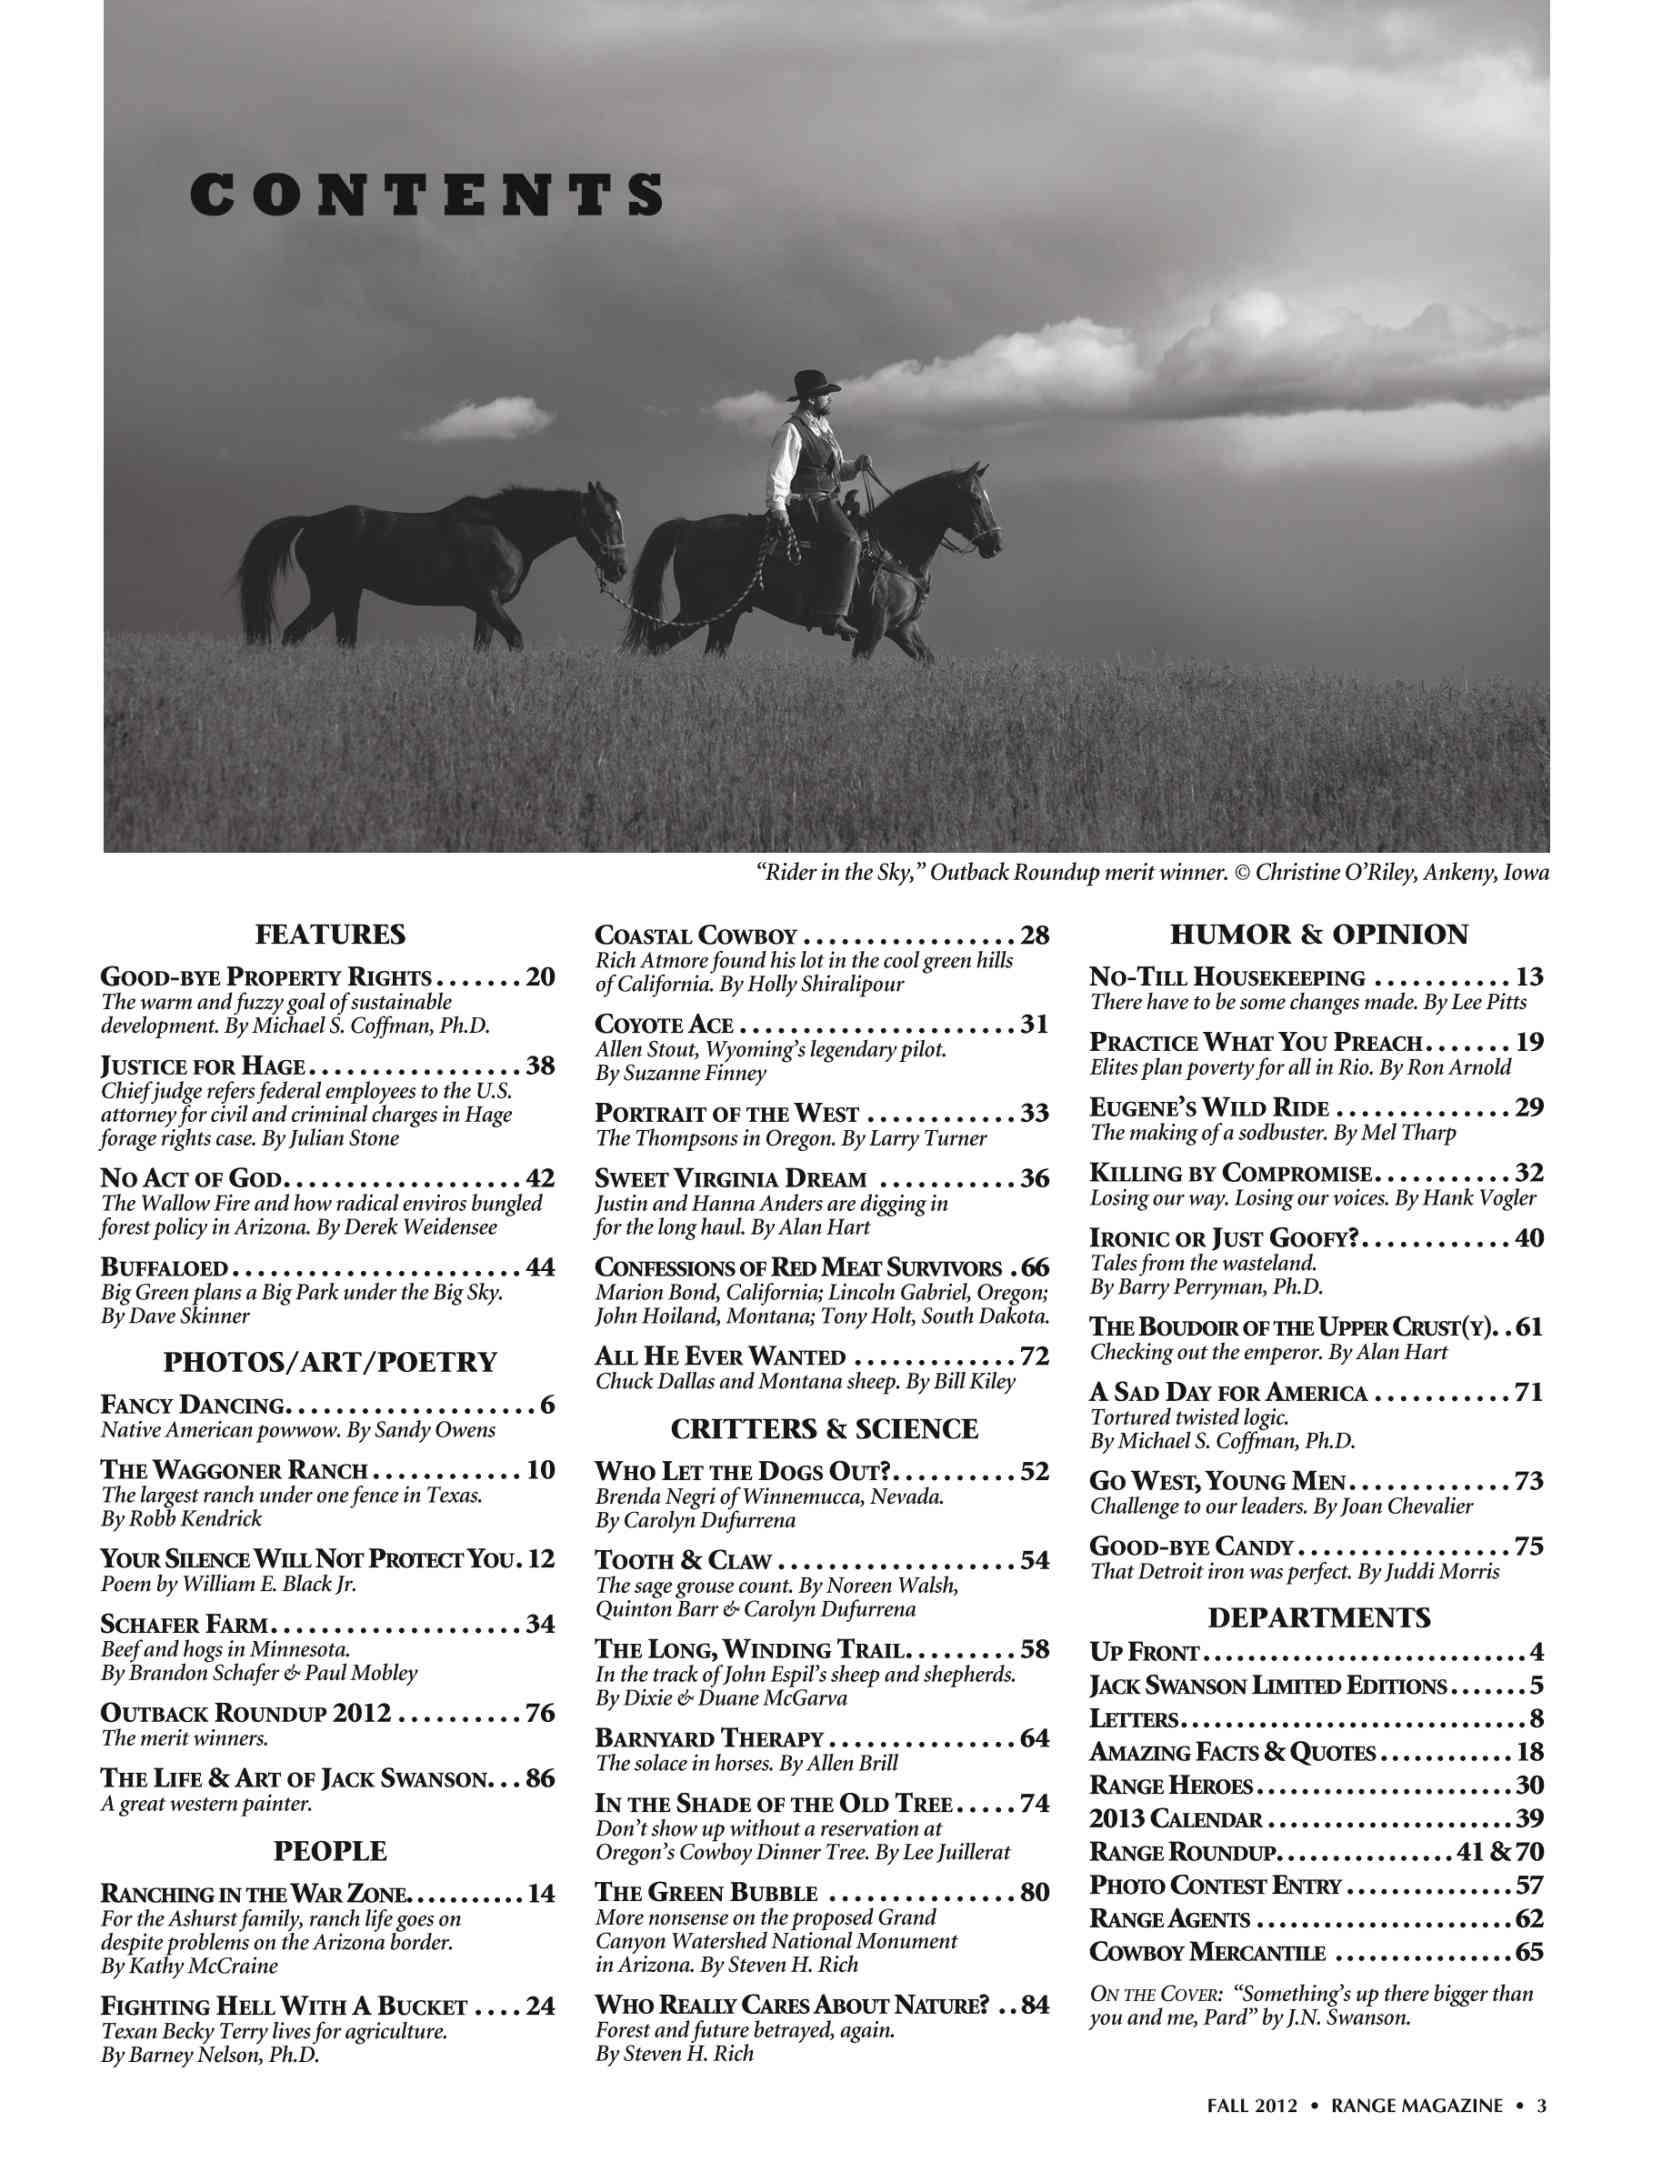 CONTENTS
“Rider in the Sky,” Outback Roundup merit winner. © Christine O’Riley, Ankeny, Iowa
FEATURES
GOOD-BYE PROPERTY RIGHTS.......20
The warm and fuzzy goal of sustainable
development. By Michael S. Coffman, Ph.D.
JUSTICE FOR HAGE.................38
Chief judge refers federal employees to the U.S.
attorney for civil and criminal charges in Hage
forage rights case. By Julian Stone
NO ACT OF GOD...................42
The Wallow Fire and how radical enviros bungled
forest policy in Arizona. By Derek Weidensee
BUFFALOED.......................44
Big Green plans a Big Park under the Big Sky.
By Dave Skinner
PHOTOS/ART/POETRY
FANCY DANCING....................6
Native American powwow. By Sandy Owens
THE WAGGONER RANCH............10
The largest ranch under one fence in Texas.
By Robb Kendrick
YOUR SILENCE WILL NOT PROTECT YOU.12
Poem by William E. Black Jr.
SCHAFER FARM....................34
Beef and hogs in Minnesota.
By Brandon Schafer & Paul Mobley
OUTBACK ROUNDUP 2012..........76
The merit winners.
THE LIFE & ART OF JACK SWANSON...86
A great western painter.
PEOPLE
RANCHING IN THE WAR ZONE...........14
For the Ashurst family, ranch life goes on
despite problems on the Arizona border.
By Kathy McCraine
FIGHTING HELL WITH A BUCKET....24
Texan Becky Terry lives for agriculture.
By Barney Nelson, Ph.D.
COASTAL COWBOY.................28
Rich Atmore found his lot in the cool green hills
of California. By Holly Shiralipour
COYOTE ACE......................31
Allen Stout, Wyoming’s legendary pilot.
By Suzanne Finney
PORTRAIT OF THE WEST............33
The Thompsons in Oregon. By Larry Turner
SWEET VIRGINIA DREAM...........36
Justin and Hanna Anders are digging in
for the long haul. By Alan Hart
CONFESSIONS OF RED MEAT SURVIVORS.66
Marion Bond, California; Lincoln Gabriel, Oregon;
John Hoiland, Montana; Tony Holt, South Dakota.
ALL HE EVER WANTED.............72
Chuck Dallas and Montana sheep. By Bill Kiley
CRITTERS & SCIENCE
WHO LET THE DOGS OUT?..........52
Brenda Negri of Winnemucca, Nevada.
By Carolyn Dufurrena
TOOTH & CLAW...................54
The sage grouse count. By Noreen Walsh,
Quinton Barr & Carolyn Dufurrena
THE LONG, WINDING TRAIL.........58
In the track of John Espil’s sheep and shepherds.
By Dixie & Duane McGarva
BARNYARD THERAPY...............64
The solace in horses. By Allen Brill
IN THE SHADE OF THE OLD TREE.....74
Don’t show up without a reservation at
Oregon’s Cowboy Dinner Tree. By Lee Juillerat
THE GREEN BUBBLE...............80
More nonsense on the proposed Grand
Canyon Watershed National Monument
in Arizona. By Steven H. Rich
WHO REALLY CARES ABOUT NATURE?..84
Forest and future betrayed, again.
By Steven H. Rich
HUMOR & OPINION
NO-TILL HOUSEKEEPING...........13
There have to be some changes made. By Lee Pitts
PRACTICE WHAT YOU PREACH.......19
Elites plan poverty for all in Rio. By Ron Arnold
EUGENE’S WILD RIDE..............29
The making of a sodbuster. By Mel Tharp
KILLING BY COMPROMISE...........32
Losing our way. Losing our voices. By Hank Vogler
IRONIC OR JUST GOOFY?............40
Tales from the wasteland.
By Barry Perryman, Ph.D.
THE BOUDOIR OF THE UPPER CRUST(Y)..61
Checking out the emperor. By Alan Hart
A SAD DAY FOR AMERICA...........71
Tortured twisted logic.
By Michael S. Coffman, Ph.D.
GO WEST, YOUNG MEN.............73
Challenge to our leaders. By Joan Chevalier
GOOD-BYE CANDY.................75
That Detroit iron was perfect. By Juddi Morris
DEPARTMENTS
UP FRONT............................4
JACK SWANSON LIMITED EDITIONS.......5
LETTERS..............................8
AMAZING FACTS & QUOTES............18
RANGE HEROES.......................30
2013 CALENDAR......................39
RANGE ROUNDUP................41 & 70
PHOTO CONTEST ENTRY...............57
RANGE AGENTS.......................62
COWBOY MERCANTILE................65
ON THE COVER: “Something’s up there bigger than
you and me, Pard” by J.N. Swanson.
FALL 2012 • RANGE MAGAZINE • 3